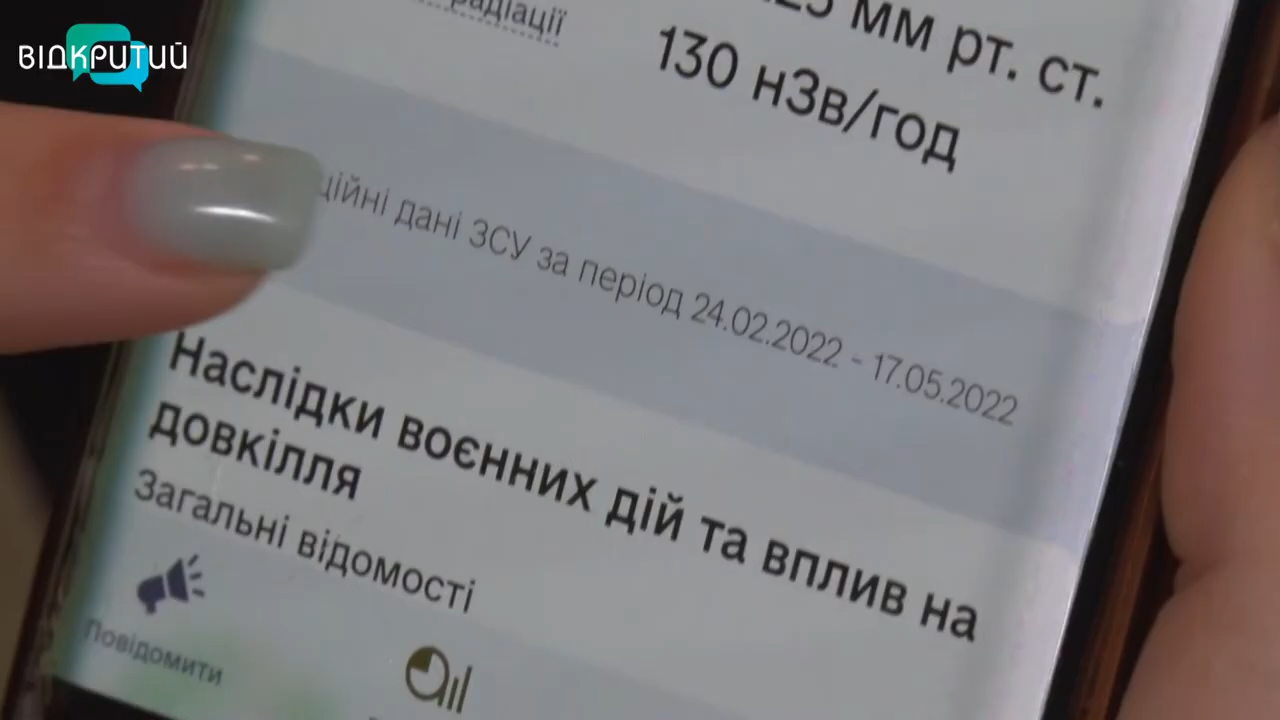 ВІДКРИТИЙ
радіації
мм рт. ст.
130 нЗв/год
дані ЗСУ за період 24.02.2022 - 17.05.2022
Наслідки воєнних дій та вплив на
довкілля
Загальні відомості
Повідомити